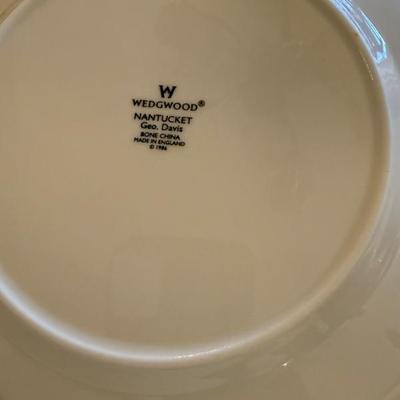 W
WEDGWOOD®
NANTUCKET
Geo. Davis
BONE CHINA
MADE IN ENGLAND
© 1986